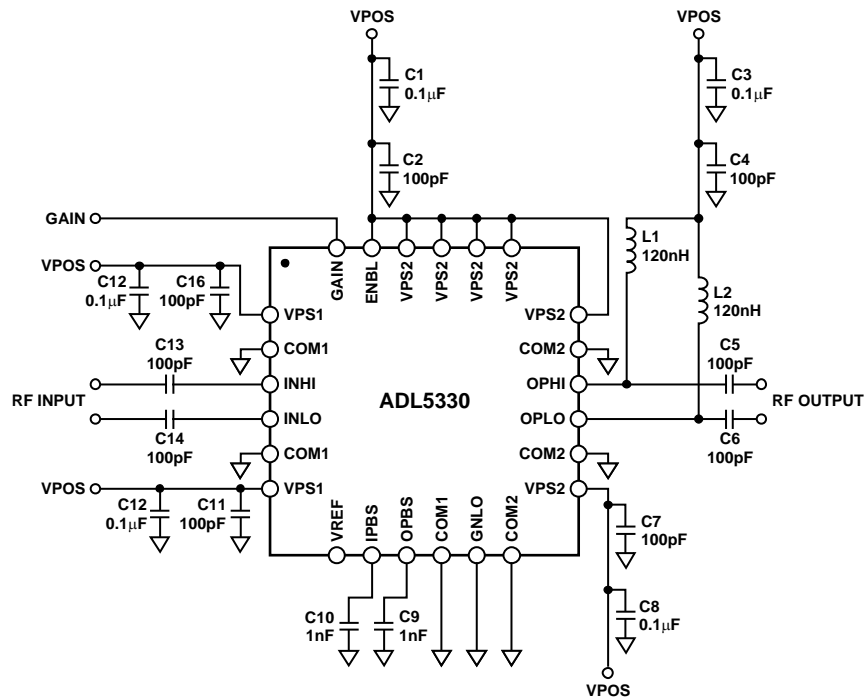 VPOS
VPOS
C1
0.1μF
C3
0.1μF
C2
100pF
C4
100pF
GAIN
L1
120nH
VPOS
C12
0.1μF
C16
100pF
GAIN
ENBL
VPS2
VPS2
VPS2
VPS2
L2
120nH
VPS1
VPS2
C13
100pF
COM1
COM2
C5
100pF
RF INPUT
INHI
ADL5330
OPHI
RF OUTPUT
INLO
OPLO
C14
100pF
COM1
COM2
C6
100pF
VPOS
C12
0.1μF
C11
100pF
VPS1
VPS2
VREF
IPBS
OPBS
COM1
GNLO
COM2
C7
100pF
C10
1nF
C9
1nF
C8
0.1μF
VPOS